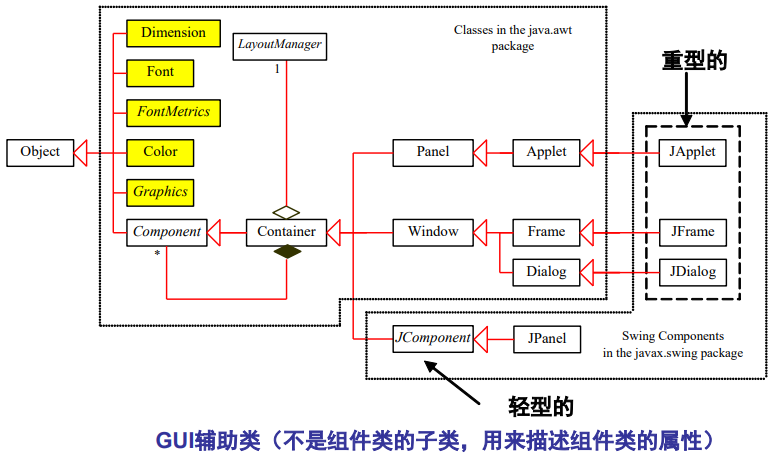 Dimension
LayoutManager
Classes in the java.awt
package
1
重型的
Font
FontMetrics
Object
Color
Panel
Applet
JApplet
Graphics
Component
Container
Window
Frame
JFrame
*
Dialog
JDialog
JComponent
JPanel
Swing Components
in the javax.swing package
轻型的
GUI辅助类（不是组件类的子类，用来描述组件类的属性）